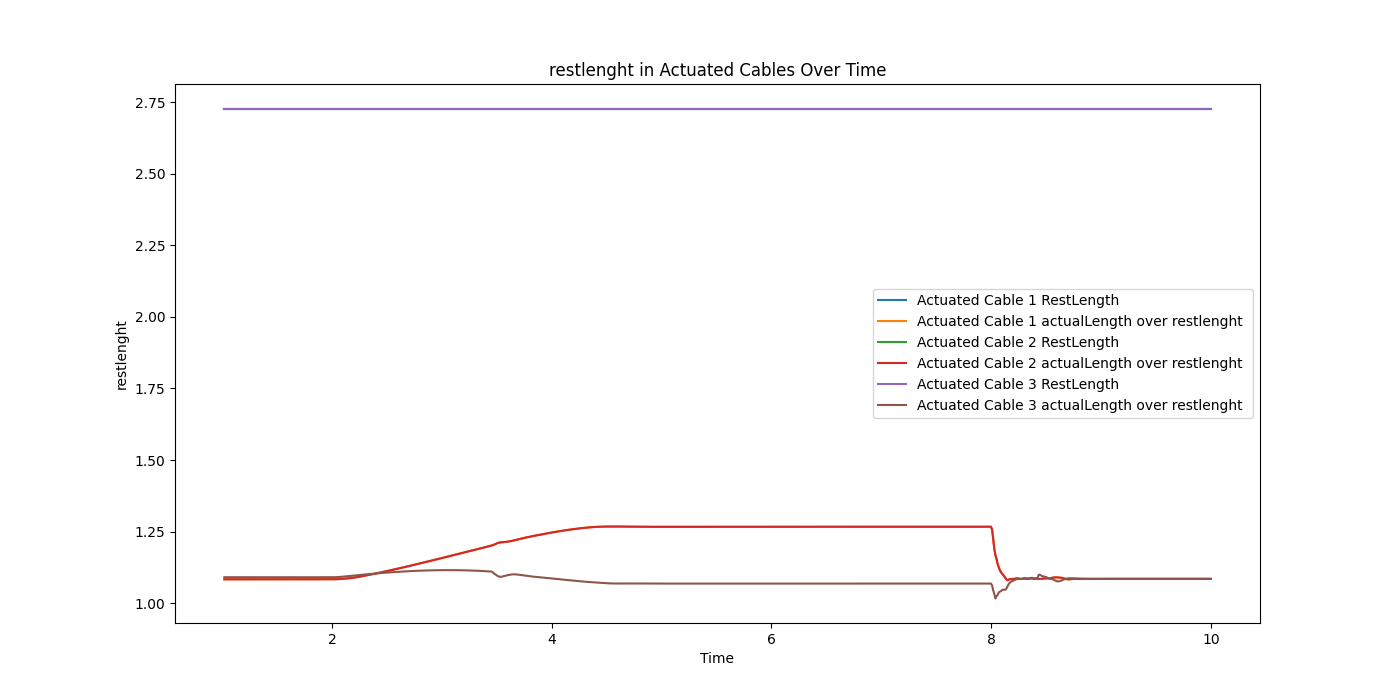 restlenght in Actuated Cables Over Time
2.75
2.50
2.25
2.00
1.75
1.50
1.25
1.00
restlenght
Actuated Cable 1 RestLength
Actuated Cable 1 actualLength over restlenght
Actuated Cable 2 RestLength
Actuated Cable 2 actualLength over restlenght
Actuated Cable 3 RestLength
Actuated Cable 3 actualLength over restlenght
2 4 6 8 10
Time